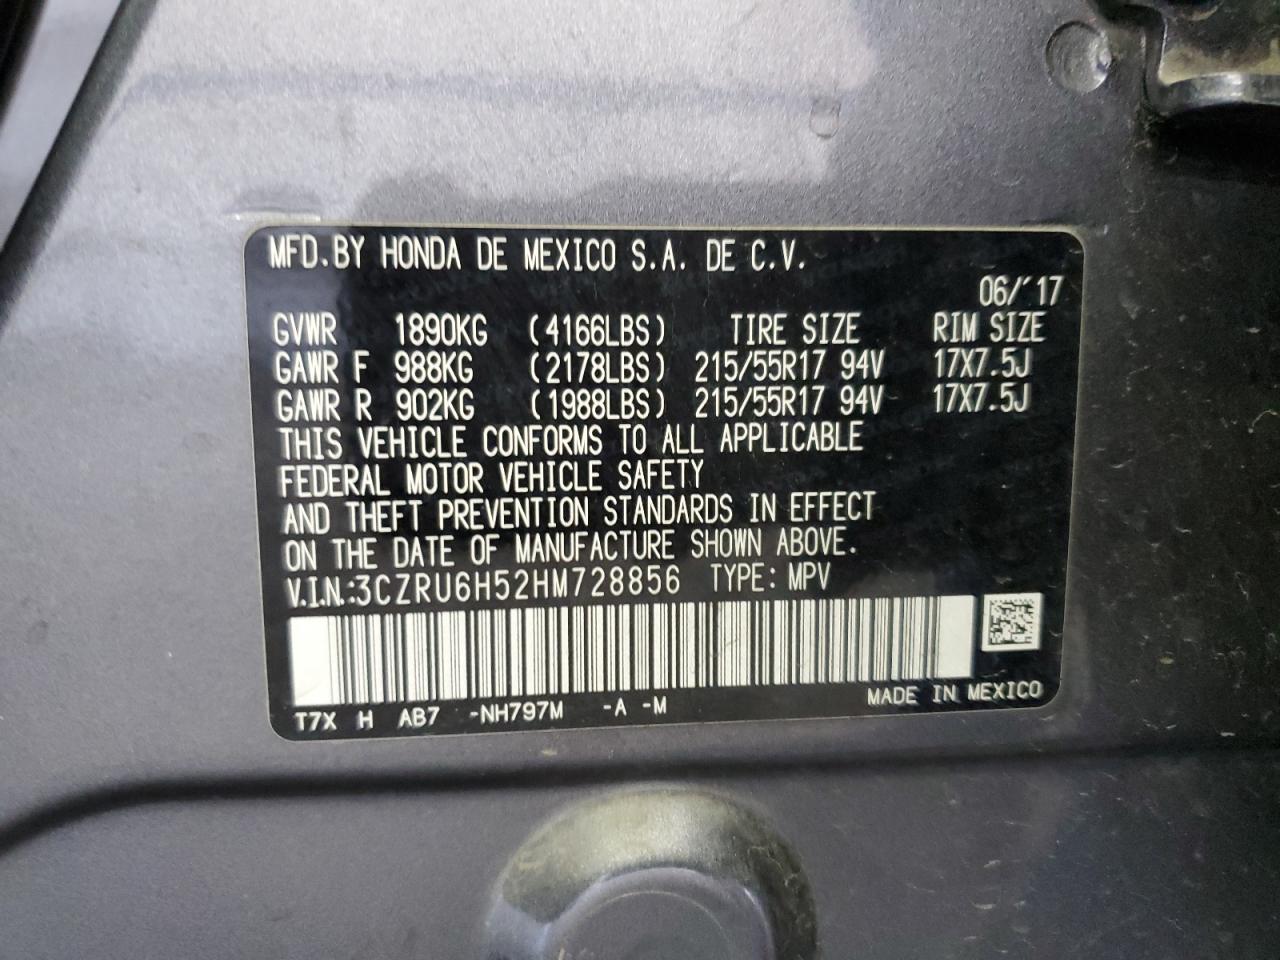 MFD.BY HONDA DE MEXICO S.A. DE C.V.
06/´17
GVWR 1890KG (4166LBS) TIRE SIZE RIM SIZE
GAWR F 988KG (2178LBS) 215/55R17 94V 17X7.5J
GAWR R 902KG (1988LBS) 215/55R17 94V 17X7.5J
THIS VEHICLE CONFORMS TO ALL APPLICABLE
FEDERAL MOTOR VEHICLE SAFETY
AND THEFT PREVENTION STANDARDS IN EFFECT
ON THE DATE OF MANUFACTURE SHOWN ABOVE.
V.I.N.:3CZRU6H52HM728856 TYPE: MPV
MADE IN MEXICO
T7X H AB7 -NH797M -A -M